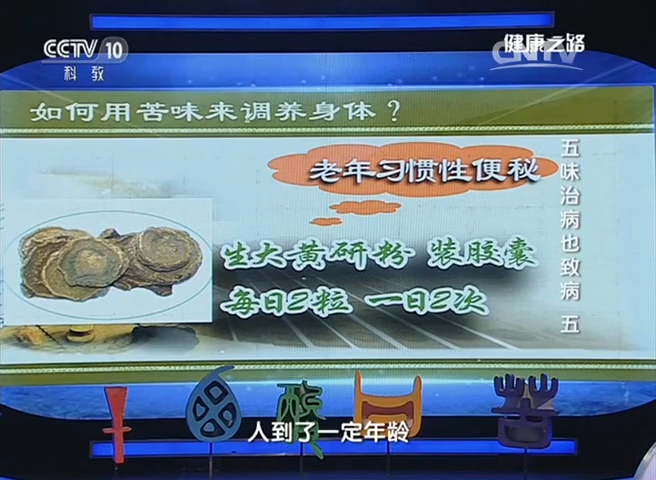 CCTV 10
科教
健康之路
CNTV
如何用苦味来调养身体？
老年习惯性便秘
五味治病也致病 五
生大黄研粉 装胶囊
每日2粒 一日2次
酸
人到了一定年龄